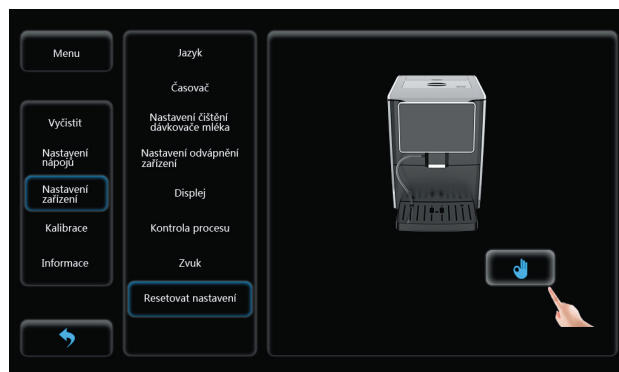 Menu
Vyčistit
Nastavení
nápojů
Nastavení
zařízení
Kalibrace
Informace
Jazyk
Časovač
Nastavení čištění
dávkovače mléka
Nastavení odvápnění
zařízení
Displej
Kontrola procesu
Zvuk
Resetovat nastavení